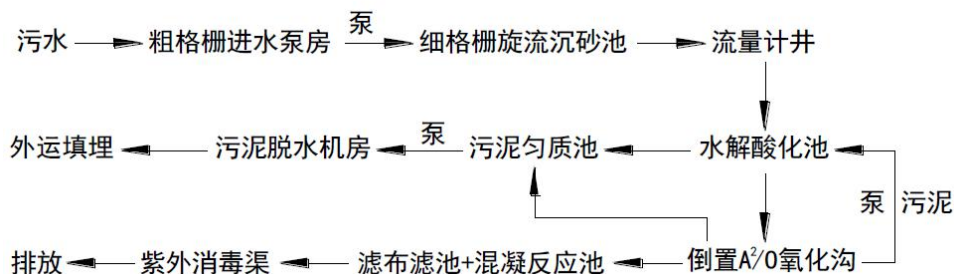 泵
污水 粗格栅进水泵房 细格栅旋流沉砂池 流量计井
泵
外运填埋 污泥脱水机房 污泥匀质池 水解酸化池
泵 污泥
排放 紫外消毒渠 滤布滤池+混凝反应池 倒置A²/O氧化沟